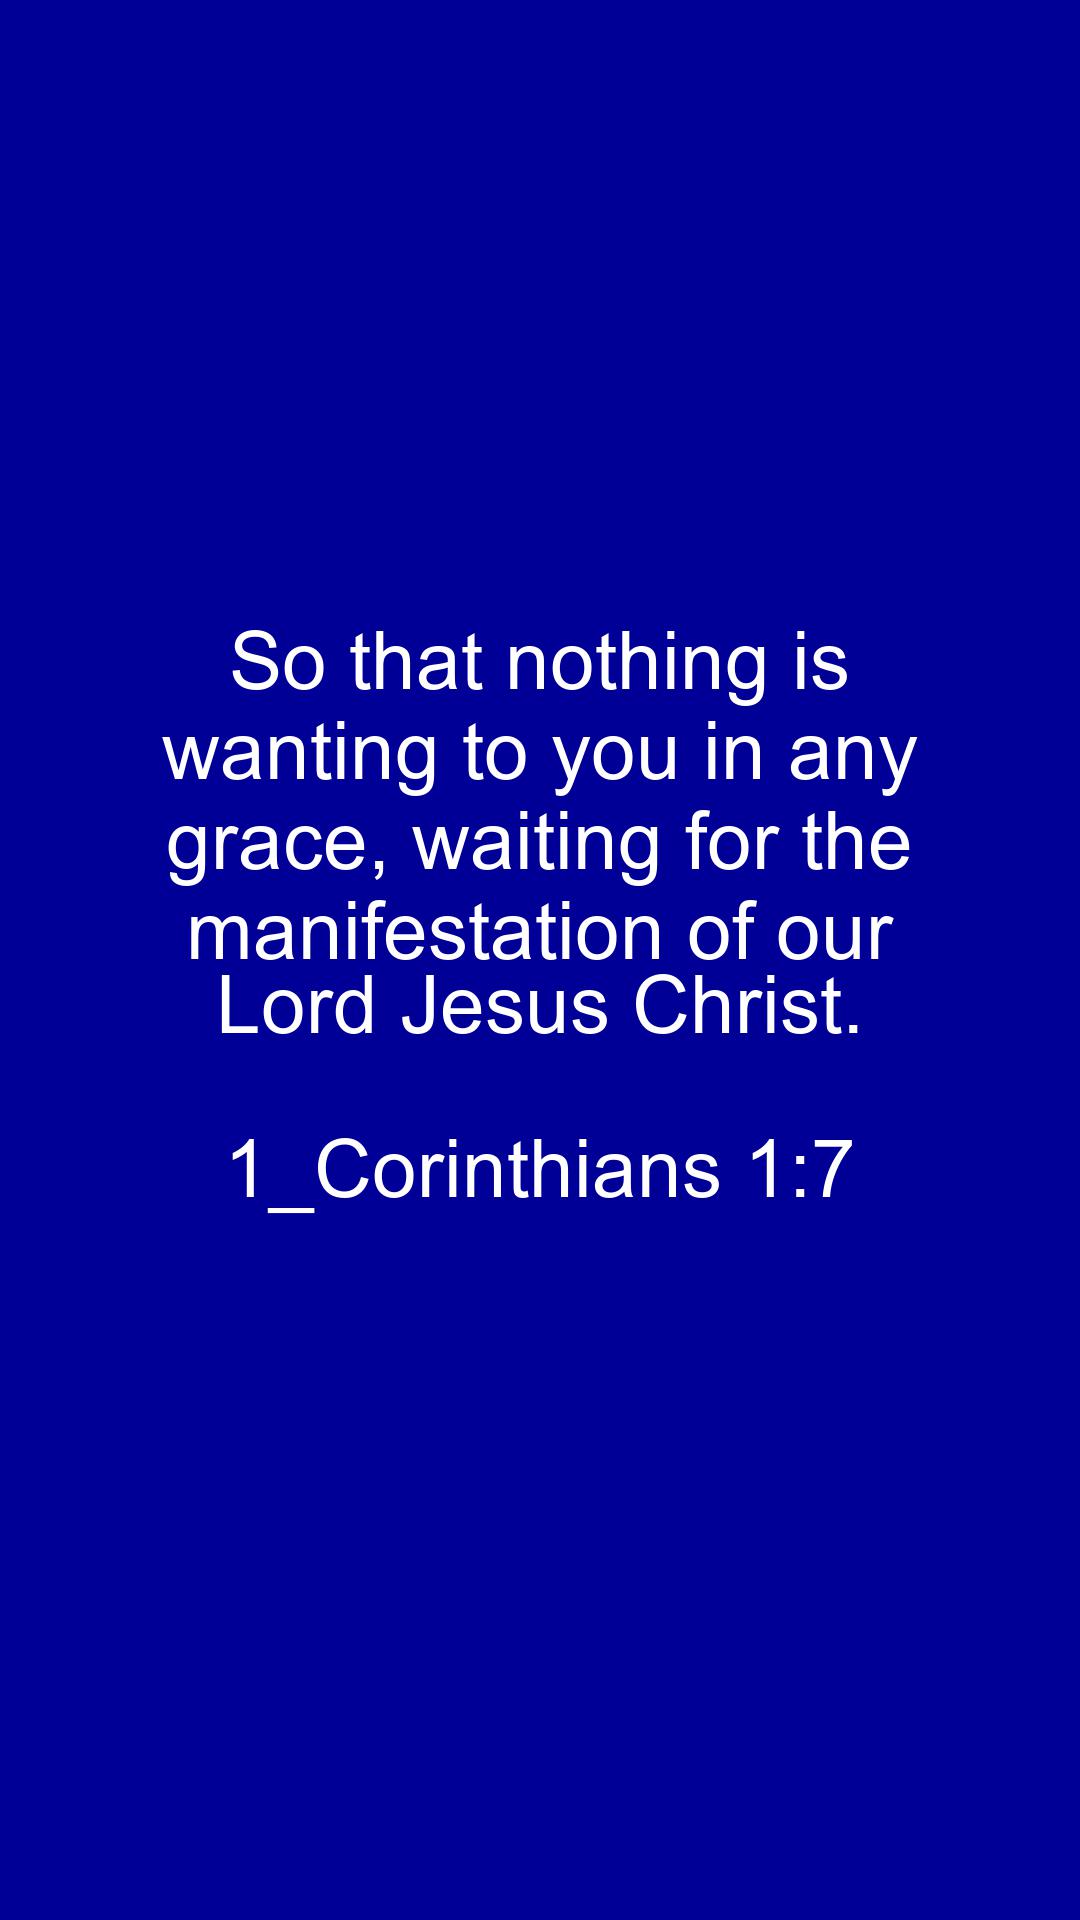 So that nothing is
wanting to you in any
grace, waiting for the
manifestation of our
Lord Jesus Christ.
1_Corinthians 1:7